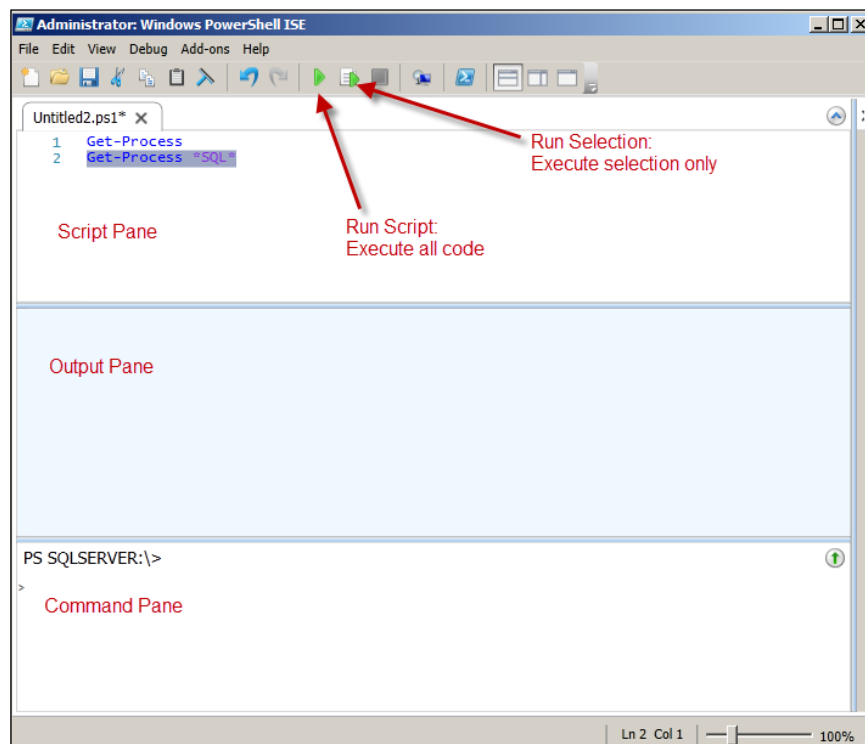 Administrator: Windows PowerShell ISE
File Edit View Debug Add-ons Help
Untitled2.ps1*
1 Get-Process
2 Get-Process *SQL*
Run Selection:
Execute selection only
Run Script:
Execute all code
Script Pane
Output Pane
PS SQLSERVER:\>
>
Command Pane
Ln 2 Col 1
100%